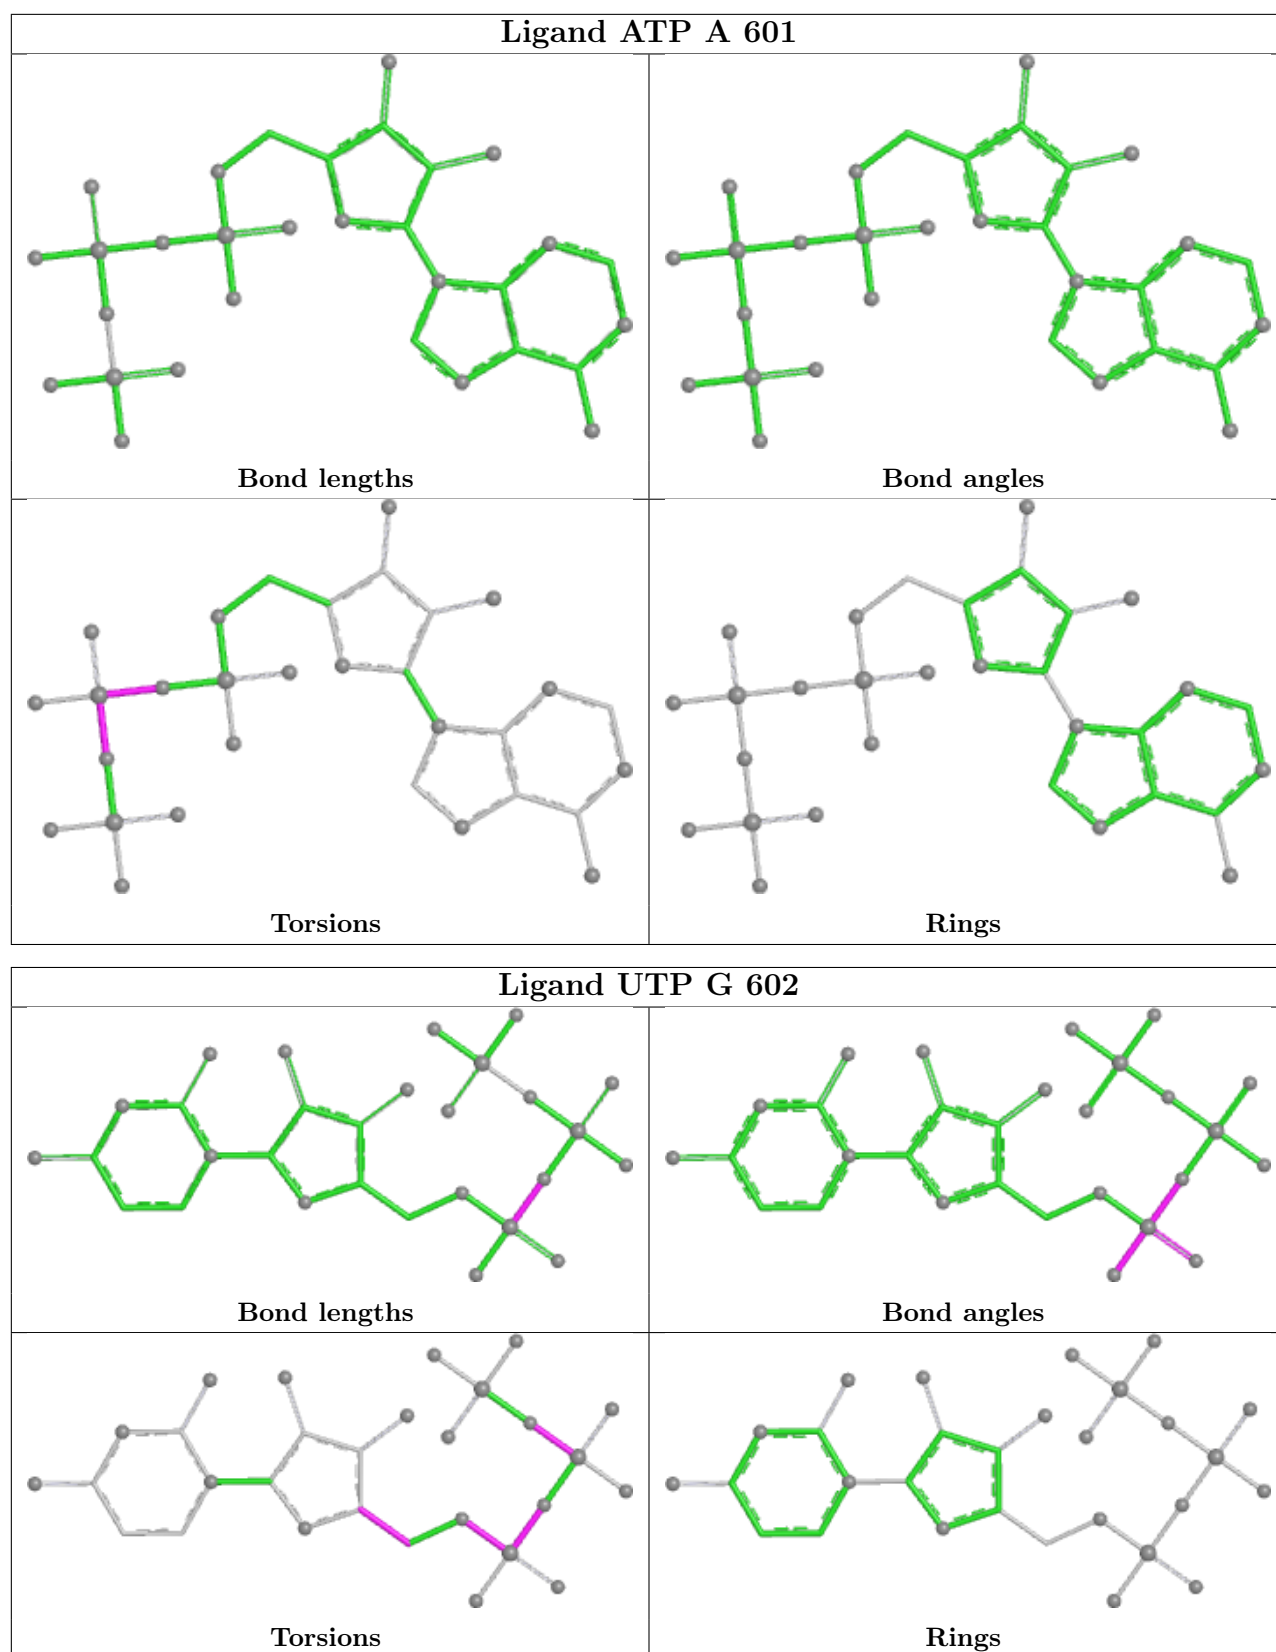 Ligand ATP A 601
Bond lengths
Bond angles
Torsions
Rings
Ligand UTP G 602
Bond lengths
Bond angles
Torsions
Rings